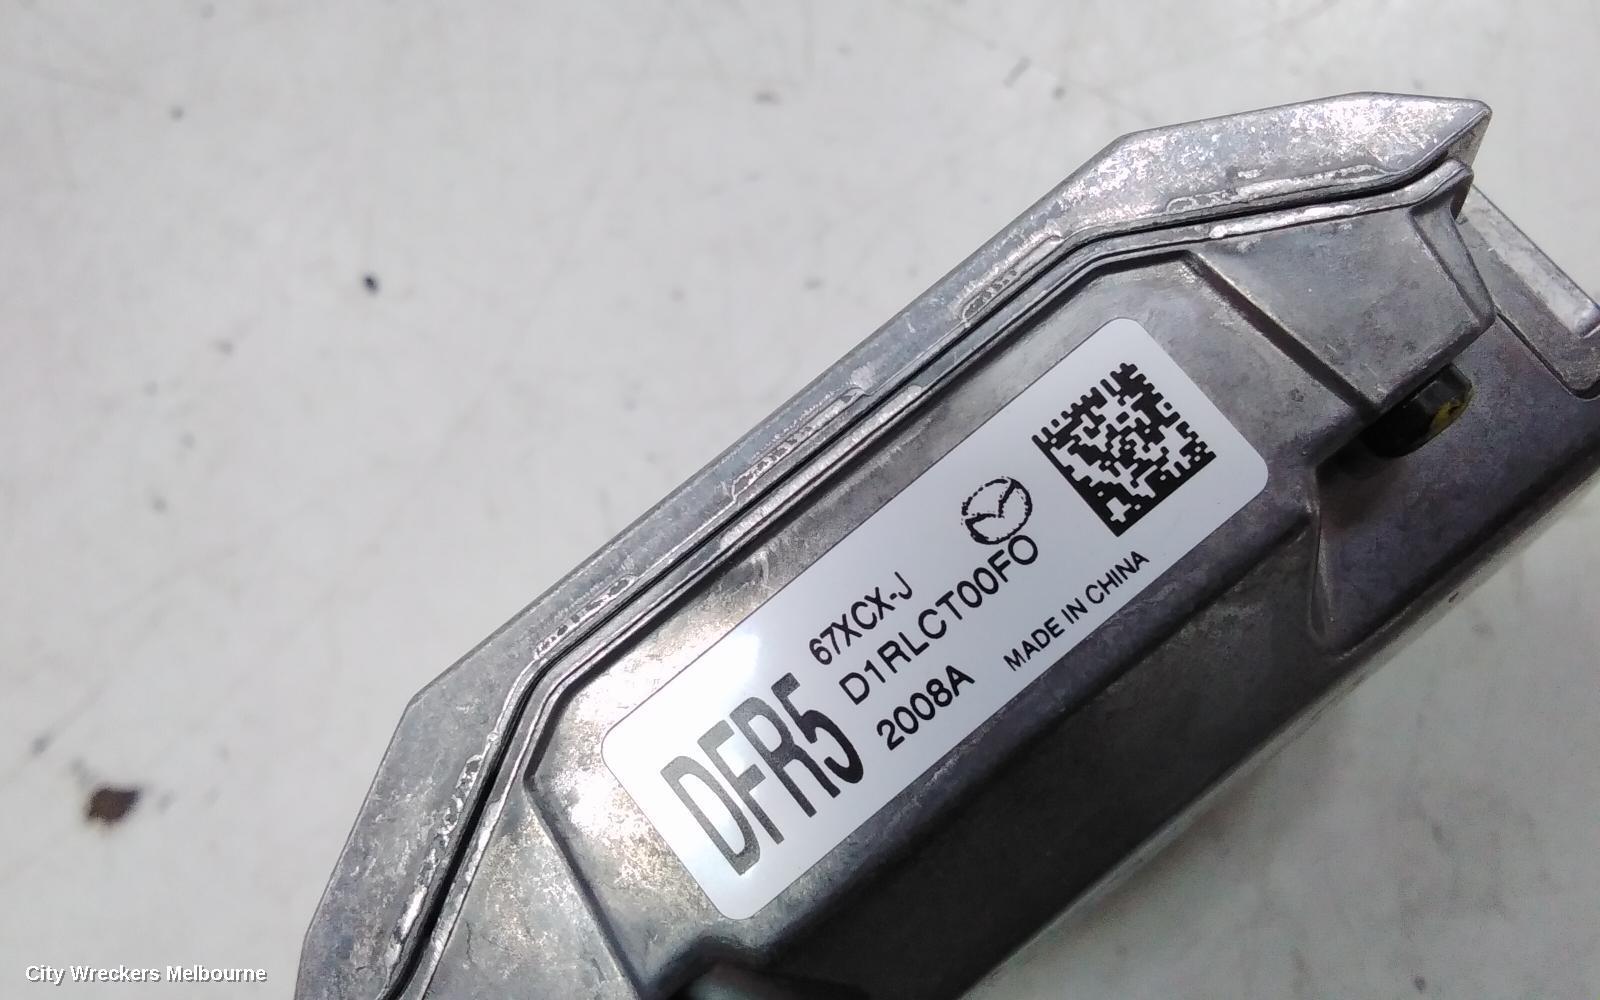 DFR5
67XCX-J
D1RLCT00FO
2008A
MADE IN CHINA
City Wreckers Melbourne